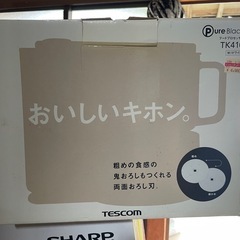 pure Black
TK41
おいしいキホン。
粗めの食感の
鬼おろしもつくれる
両面おろし刃。
TESCOM
SHARP